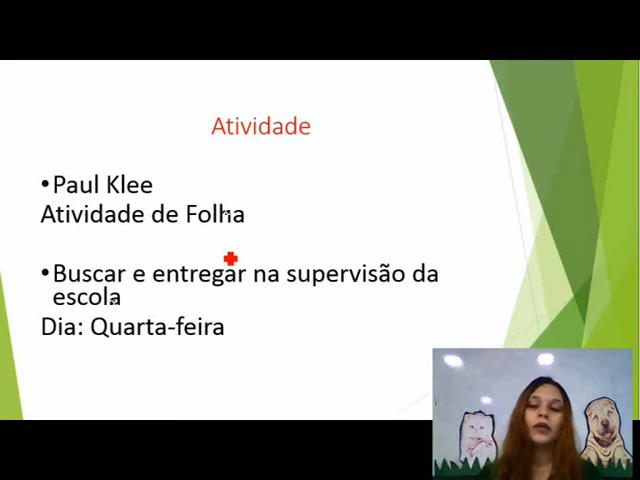 Atividade
•Paul Klee
Atividade de Folha
•Buscar e entregar na supervisão da
escola
Dia: Quarta-feira